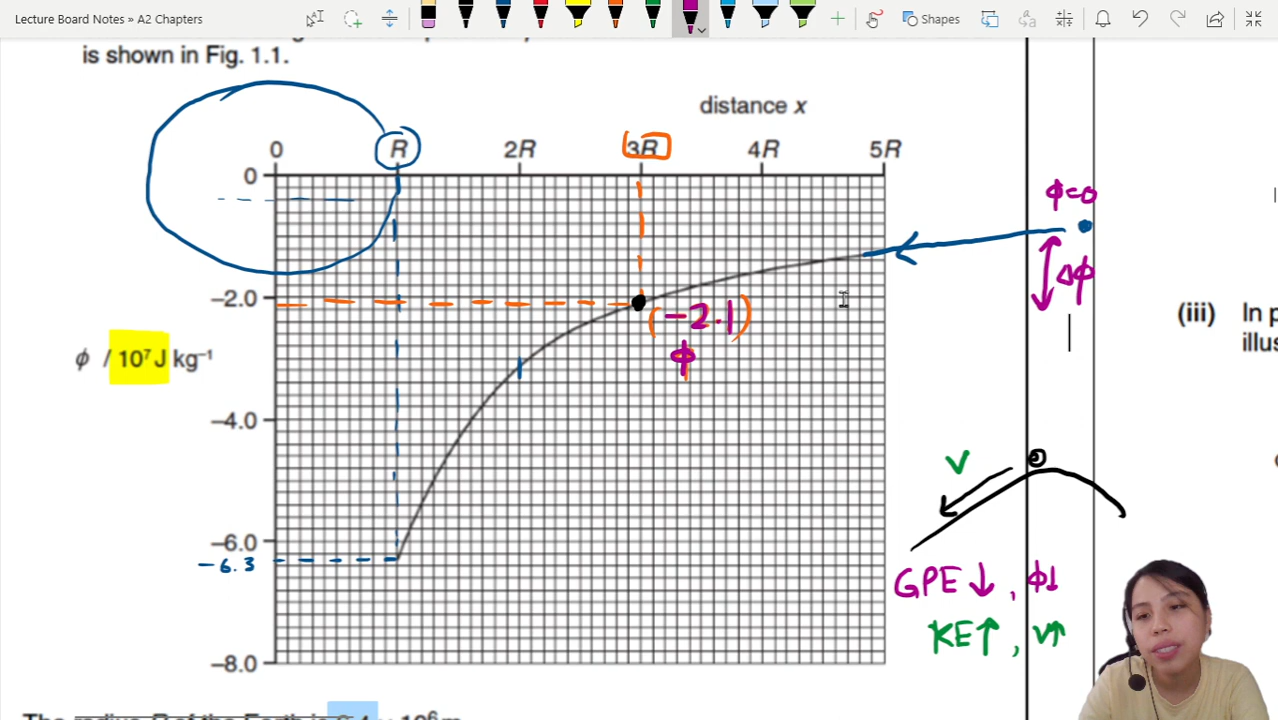 Lecture Board Notes » A2 Chapters
Shapes
is shown in Fig. 1.1.
distance x
0 R 2R 3R 4R 5R
0
ϕ=0
Δϕ
–2.0
(–2.1)
ϕ
(iii) In p
illus
ϕ / 10⁷ J kg⁻¹
–4.0
v
–6.0
–6.3
GPE ↓, ϕ↓
KE↑, v↑
–8.0